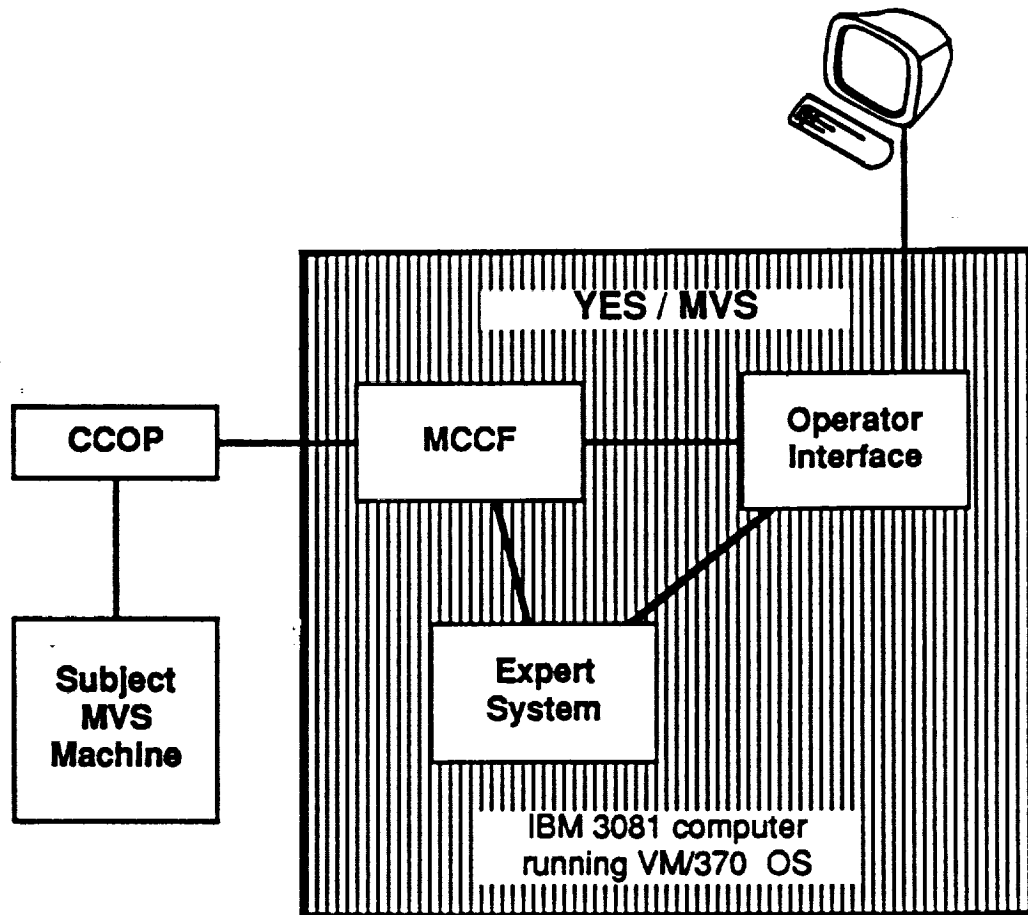 YES / MVS
CCOP
MCCF
Operator
Interface
Subject
MVS
Machine
Expert
System
IBM 3081 computer
running VM/370 OS